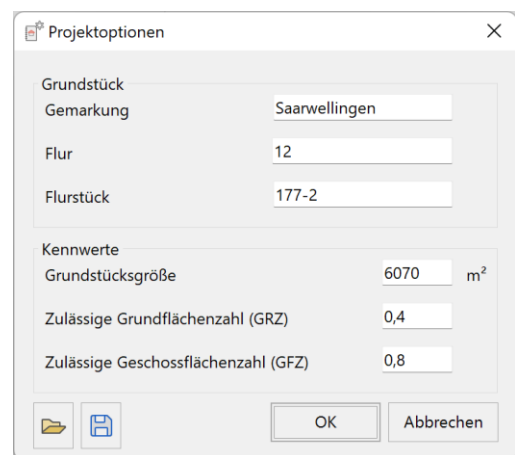 Projektoptionen
Grundstück
Gemarkung Saarwellingen
Flur 12
Flurstück 177-2
Kennwerte
Grundstücksgröße 6070 m²
Zulässige Grundflächenzahl (GRZ) 0,4
Zulässige Geschossflächenzahl (GFZ) 0,8
OK Abbrechen